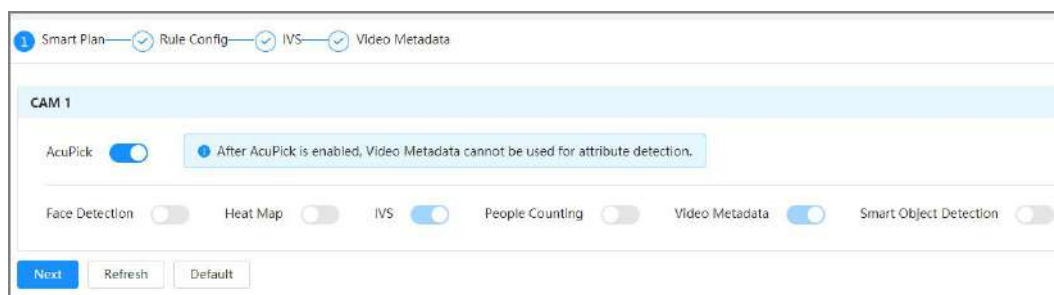 1 Smart Plan Rule Config IVS Video Metadata
CAM 1
AcuPick After AcuPick is enabled, Video Metadata cannot be used for attribute detection.
Face Detection Heat Map IVS People Counting Video Metadata Smart Object Detection
Next Refresh Default